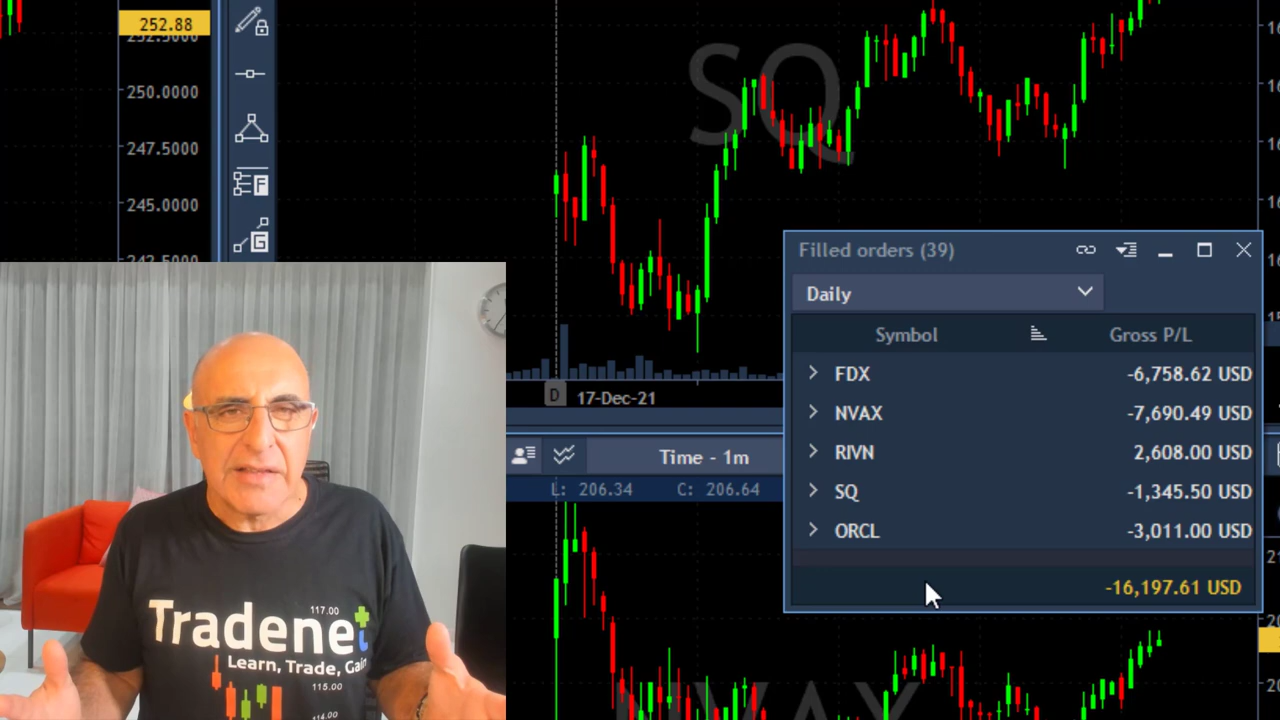 252.88
250.0000
247.5000
245.0000
F
G
SQ
Filled orders (39)
Daily
Symbol
Gross P/L
FDX
-6,758.62 USD
NVAX
-7,690.49 USD
RIVN
2,608.00 USD
SQ
-1,345.50 USD
ORCL
-3,011.00 USD
-16,197.61 USD
D
17-Dec-21
Time - 1m
L: 206.34
C: 206.64
117.00
Tradenet
Learn, Trade, Gain
115.00
NVAX